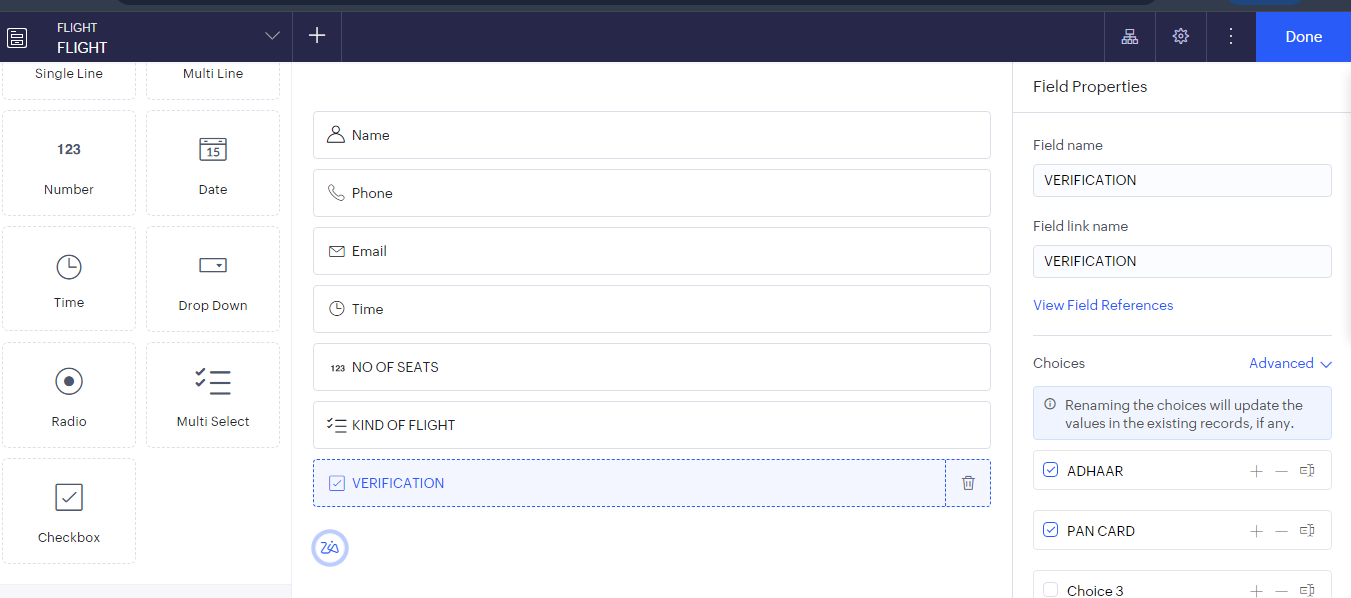 FLIGHT
FLIGHT
Done
Single Line
Multi Line
123
Number
15
Date
Time
Drop Down
Radio
Multi Select
Checkbox
Name
Phone
Email
Time
123 NO OF SEATS
KIND OF FLIGHT
VERIFICATION
Zia
Field Properties
Field name
VERIFICATION
Field link name
VERIFICATION
View Field References
Choices
Advanced
Renaming the choices will update the
values in the existing records, if any.
ADHAAR
PAN CARD
Choice 3